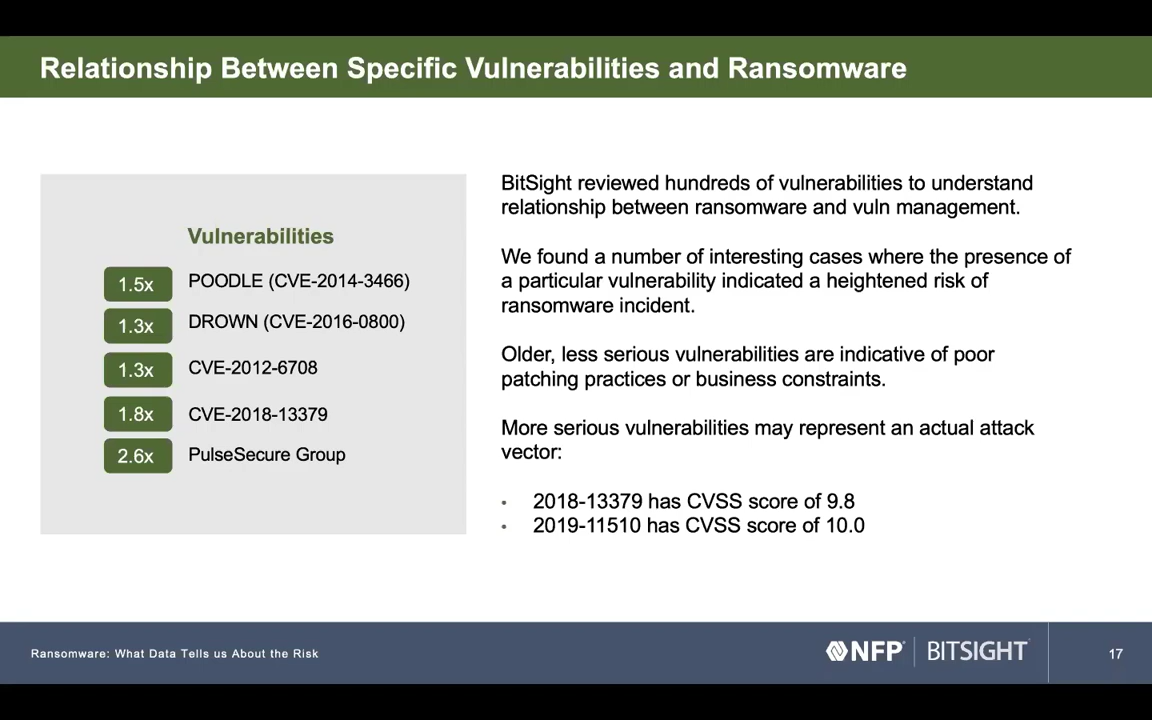 Relationship Between Specific Vulnerabilities and Ransomware
Vulnerabilities
1.5x POODLE (CVE-2014-3466)
1.3x DROWN (CVE-2016-0800)
1.3x CVE-2012-6708
1.8x CVE-2018-13379
2.6x PulseSecure Group
BitSight reviewed hundreds of vulnerabilities to understand
relationship between ransomware and vuln management.
We found a number of interesting cases where the presence of
a particular vulnerability indicated a heightened risk of
ransomware incident.
Older, less serious vulnerabilities are indicative of poor
patching practices or business constraints.
More serious vulnerabilities may represent an actual attack
vector:
• 2018-13379 has CVSS score of 9.8
• 2019-11510 has CVSS score of 10.0
Ransomware: What Data Tells us About the Risk
NFP
BITSIGHT
17